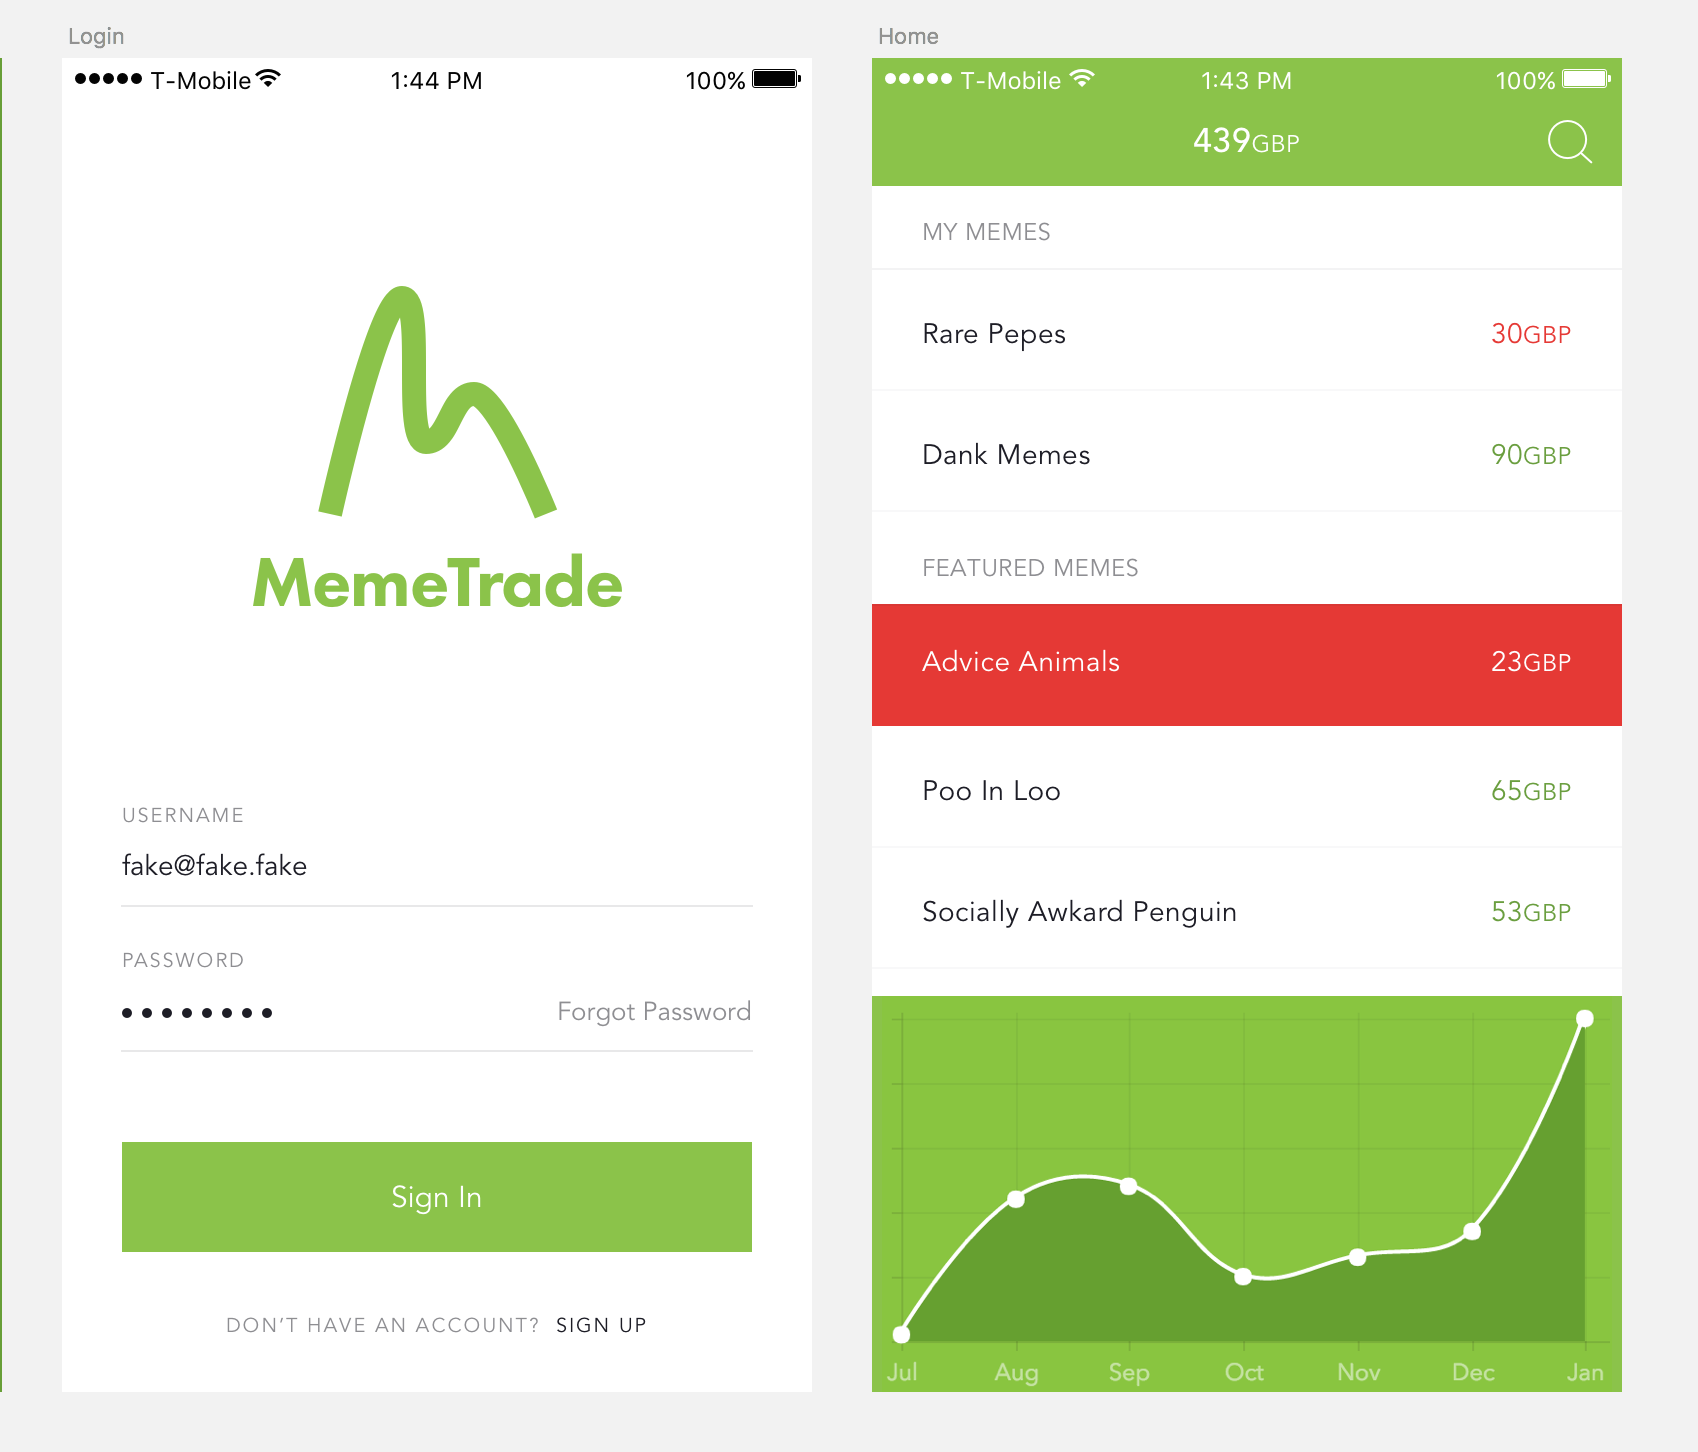 Login
T-Mobile 1:44 PM 100%
MemeTrade
USERNAME
fake@fake.fake
PASSWORD
Forgot Password
Sign In
DON’T HAVE AN ACCOUNT? SIGN UP
Home
T-Mobile 1:43 PM 100%
439GBP
MY MEMES
Rare Pepes 30GBP
Dank Memes 90GBP
FEATURED MEMES
Advice Animals 23GBP
Poo In Loo 65GBP
Socially Awkard Penguin 53GBP
Jul Aug Sep Oct Nov Dec Jan